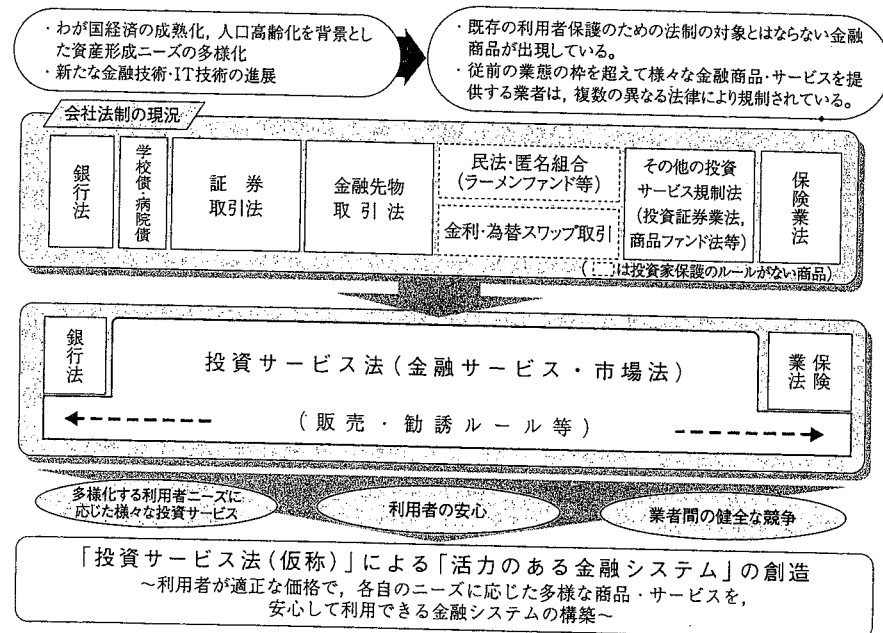 ・わが国経済の成熟化，人口高齢化を背景とし
た資産形成ニーズの多様化
・新たな金融技術・IT技術の進展
・既存の利用者保護のための法制の対象とはならない金融
商品が出現している。
・従前の業態の枠を超えて様々な金融商品・サービスを提
供する業者は，複数の異なる法律により規制されている。
会社法制の現況
銀行法
学校債・病院債
証券
取引法
金融先物
取引法
民法・匿名組合
(ラーメンファンド等)
金利・為替スワップ取引
その他の投資
サービス規制法
(投資証券業法,
商品ファンド法等)
保険業法
(　は投資家保護のルールがない商品)
銀行法
投資サービス法(金融サービス・市場法)
(販売・勧誘ルール等)
保険
業法
多様化する利用者ニーズに
応じた様々な投資サービス
利用者の安心
業者間の健全な競争
「投資サービス法(仮称)」による「活力のある金融システム」の創造
～利用者が適正な価格で，各自のニーズに応じた多様な商品・サービスを，
安心して利用できる金融システムの構築～